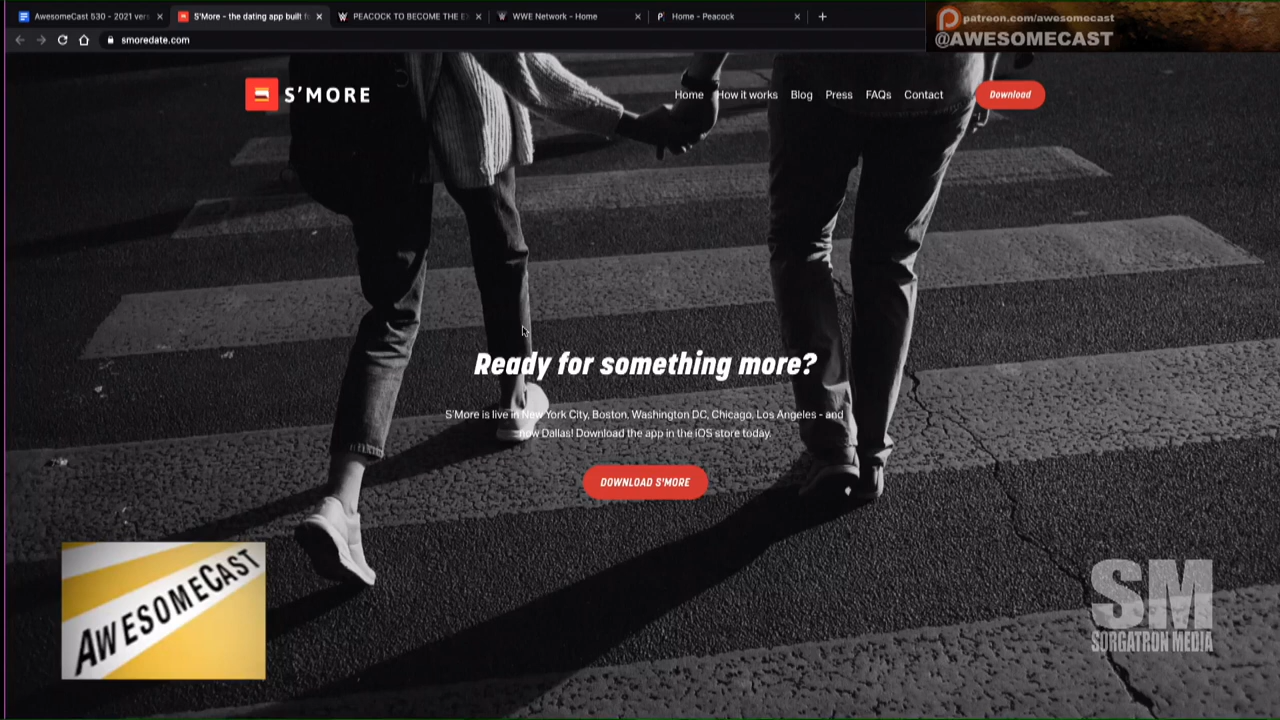 AwesomeCast 530 - 2021 vers
S'More - the dating app built f
PEACOCK TO BECOME THE E
WWE Network - Home
Home - Peacock
patreon.com/awesomecast
@AWESOMECAST
smoredate.com
S'MORE
Home
How it works
Blog
Press
FAQs
Contact
Download
Ready for something more?
S'More is live in New York City, Boston, Washington DC, Chicago, Los Angeles - and
now Dallas! Download the app in the iOS store today.
DOWNLOAD S'MORE
AWESOMECAST
SM
SORGATRON MEDIA